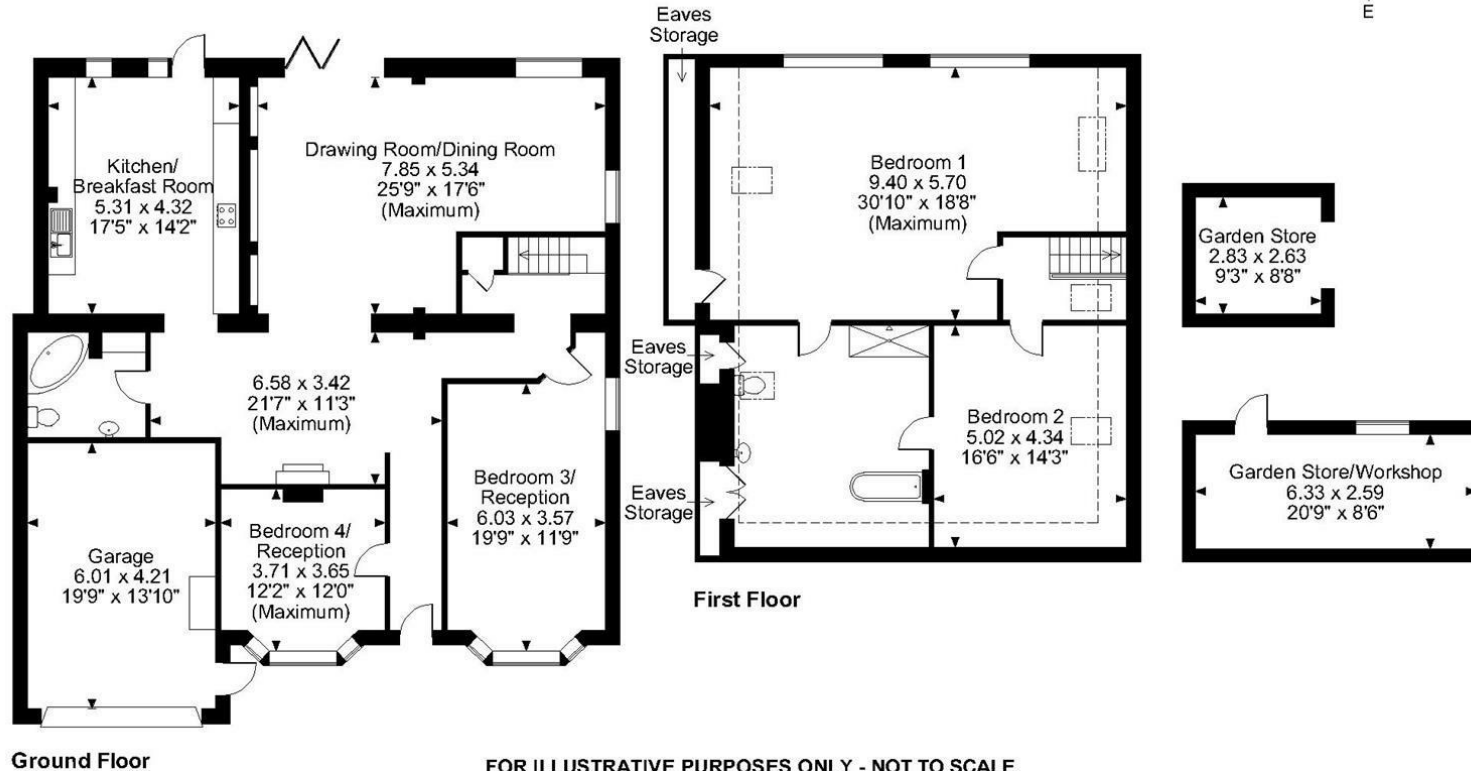 Eaves
Storage
E
Kitchen/
Breakfast Room
5.31 x 4.32
17'5" x 14'2"
Drawing Room/Dining Room
7.85 x 5.34
25'9" x 17'6"
(Maximum)
Bedroom 1
9.40 x 5.70
30'10" x 18'8"
(Maximum)
Garden Store
2.83 x 2.63
9'3" x 8'8"
6.58 x 3.42
21'7" x 11'3"
(Maximum)
Eaves
Storage
Bedroom 2
5.02 x 4.34
16'6" x 14'3"
Eaves
Storage
Garden Store/Workshop
6.33 x 2.59
20'9" x 8'6"
Bedroom 3/
Reception
6.03 x 3.57
19'9" x 11'9"
Bedroom 4/
Reception
3.71 x 3.65
12'2" x 12'0"
(Maximum)
Garage
6.01 x 4.21
19'9" x 13'10"
First Floor
Ground Floor
FOR ILLUSTRATIVE PURPOSES ONLY - NOT TO SCALE